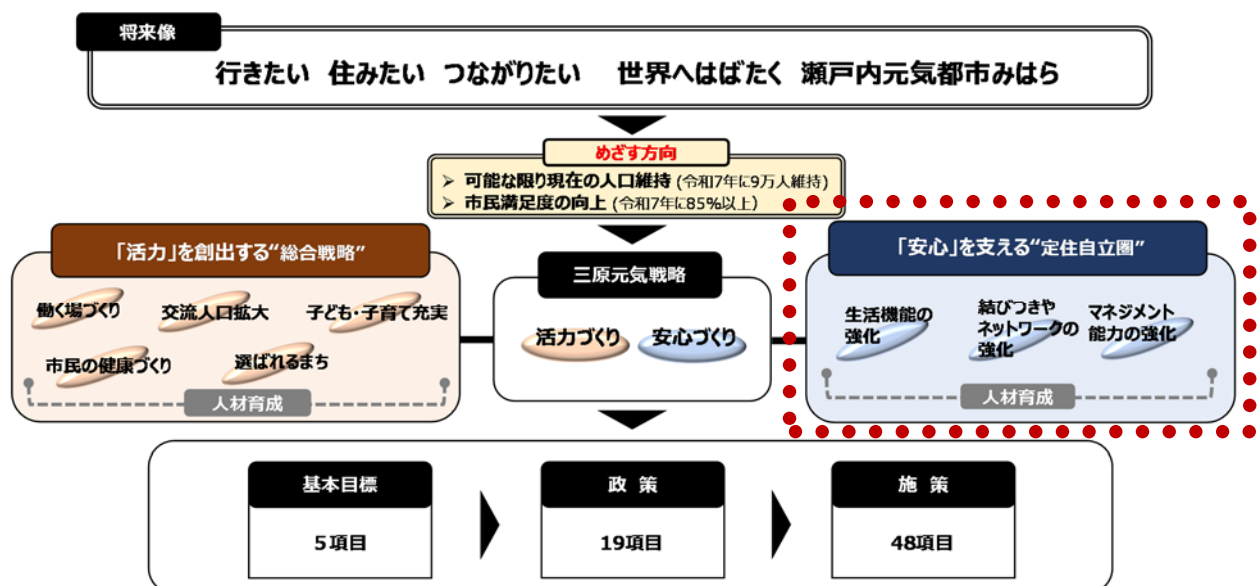 将来像
行きたい 住みたい つながりたい　世界へはばたく 瀬戸内元気都市みはら
めざす方向
➢ 可能な限り現在の人口維持 (令和7年に9万人維持)
➢ 市民満足度の向上 (令和7年に85%以上)
「活力」を創出する“総合戦略”
働く場づくり
交流人口拡大
子ども・子育て充実
市民の健康づくり
選ばれるまち
人材育成
三原元気戦略
活力づくり
安心づくり
「安心」を支える“定住自立圏”
生活機能の
強化
結びつきや
ネットワークの
強化
マネジメント
能力の強化
人材育成
基本目標
5項目
政 策
19項目
施 策
48項目